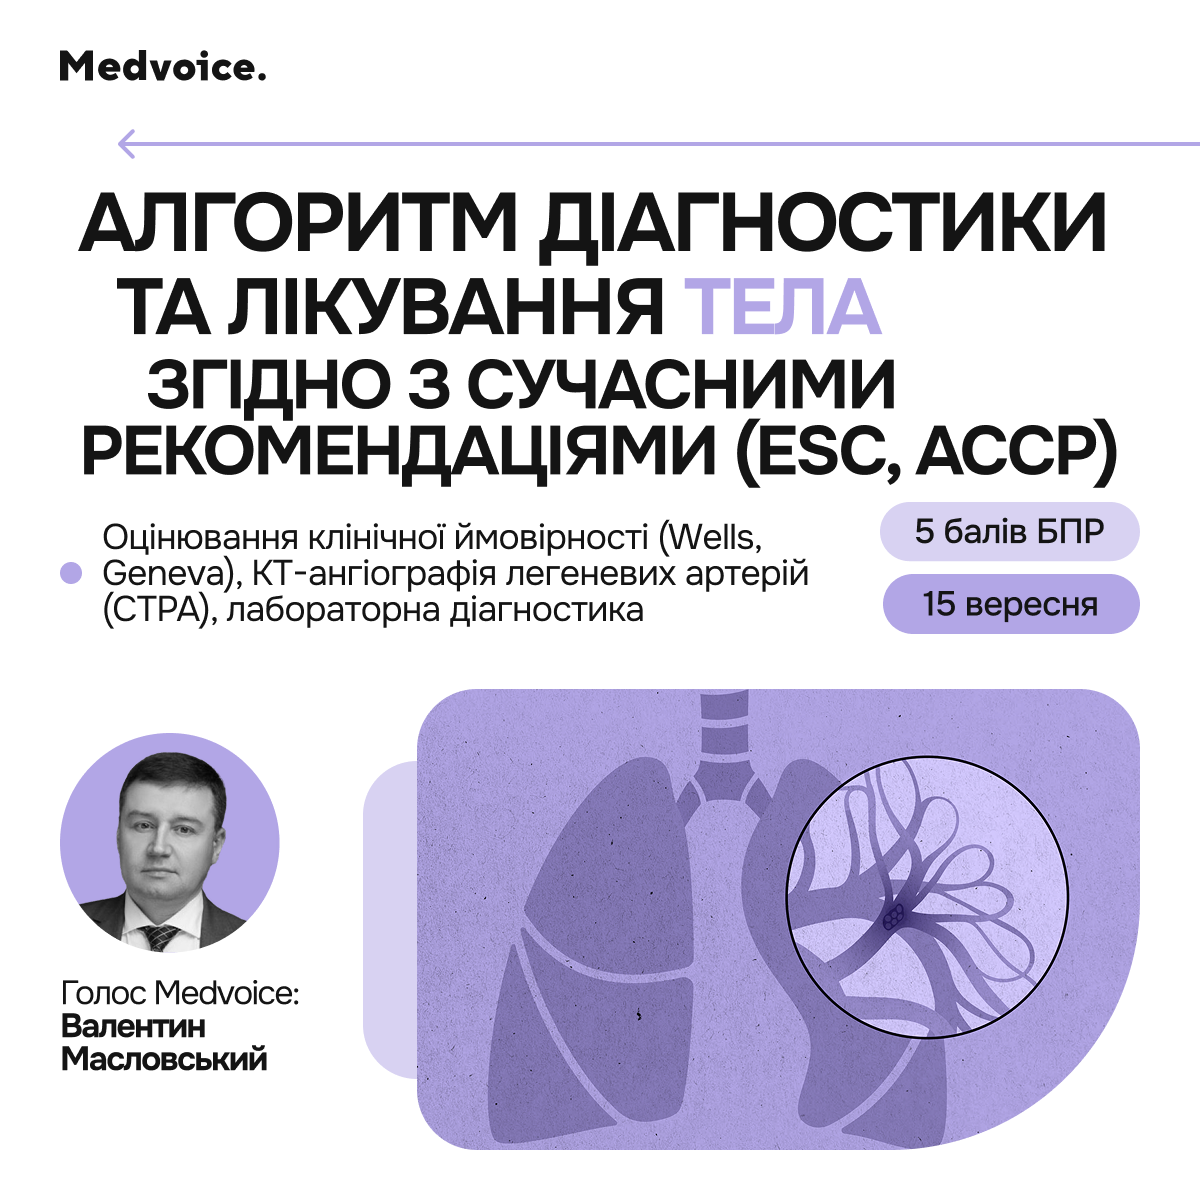 Medvoice.
АЛГОРИТМ ДІАГНОСТИКИ
ТА ЛІКУВАННЯ ТЕЛА
ЗГІДНО З СУЧАСНИМИ
РЕКОМЕНДАЦІЯМИ (ESC, ACCP)
Оцінювання клінічної ймовірності (Wells,
Geneva), КТ-ангіографія легеневих артерій
(CTPA), лабораторна діагностика
5 балів БПР
15 вересня
Голос Medvoice:
Валентин
Масловський